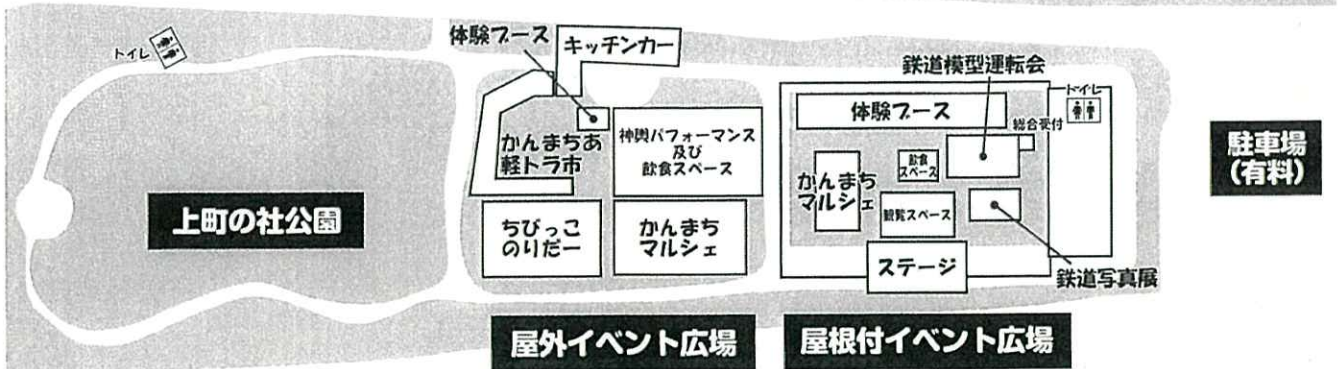 トイレ
上町の社公園
体験ブース
キッチンカー
かんまちあ
軽トラ市
神輿パフォーマンス
及び
飲食スペース
ちびっこ
のりだー
かんまち
マルシェ
屋外イベント広場
鉄道模型運転会
トイレ
体験ブース
総合受付
飲食
スペース
かんまち
マルシェ
観覧スペース
ステージ
鉄道写真展
屋根付イベント広場
駐車場
(有料)